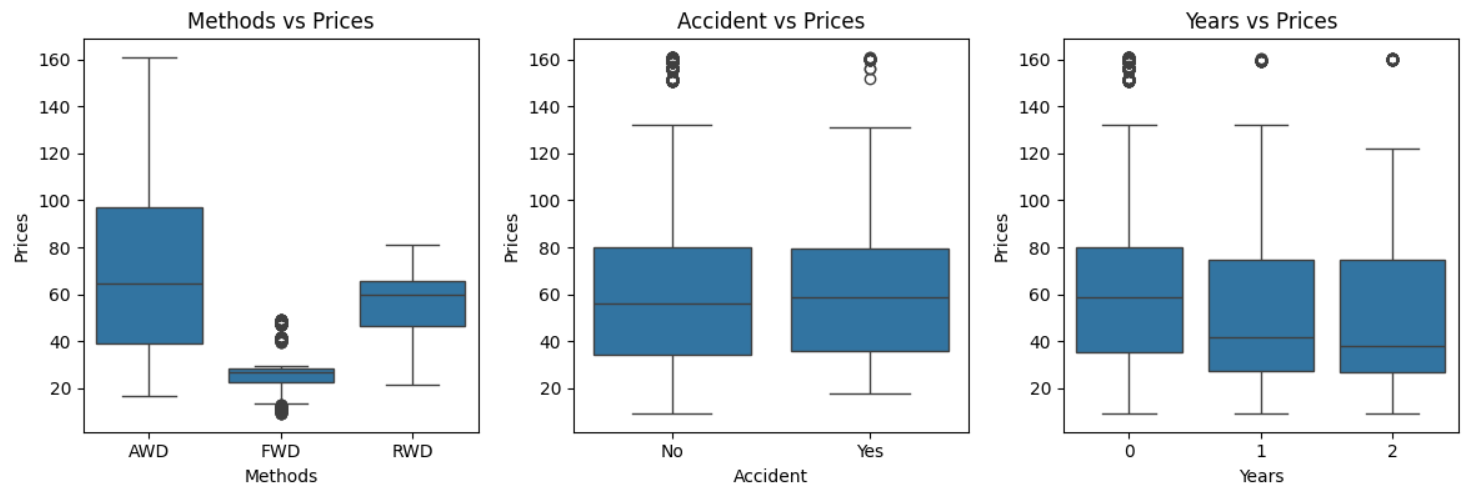 Methods vs Prices
Prices
160
140
120
100
80
60
40
20
AWD FWD RWD
Methods
Accident vs Prices
Prices
160
140
120
100
80
60
40
20
No Yes
Accident
Years vs Prices
Prices
160
140
120
100
80
60
40
20
0 1 2
Years